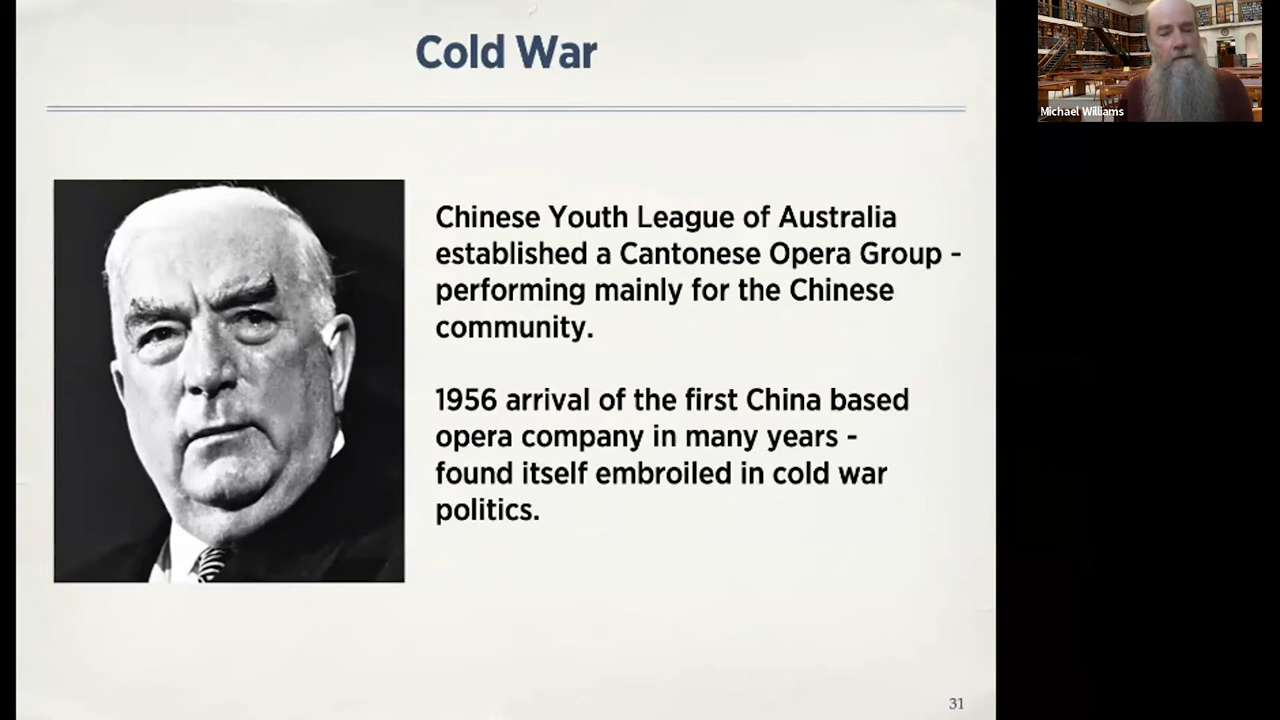 Cold War
Michael Williams
Chinese Youth League of Australia
established a Cantonese Opera Group -
performing mainly for the Chinese
community.
1956 arrival of the first China based
opera company in many years -
found itself embroiled in cold war
politics.
31